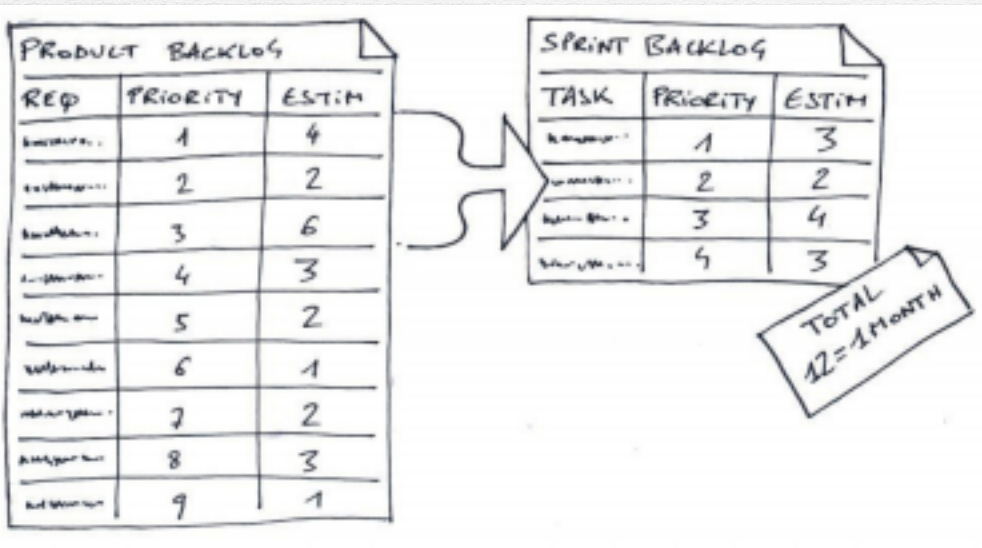 PRODUCT BACKLOG
REQ PRIORITY ESTIM
1 4
2 2
3 6
4 3
5 2
6 1
7 2
8 3
9 1
SPRINT BACKLOG
TASK PRIORITY ESTIM
1 3
2 2
3 4
4 3
TOTAL
12=1 MONTH